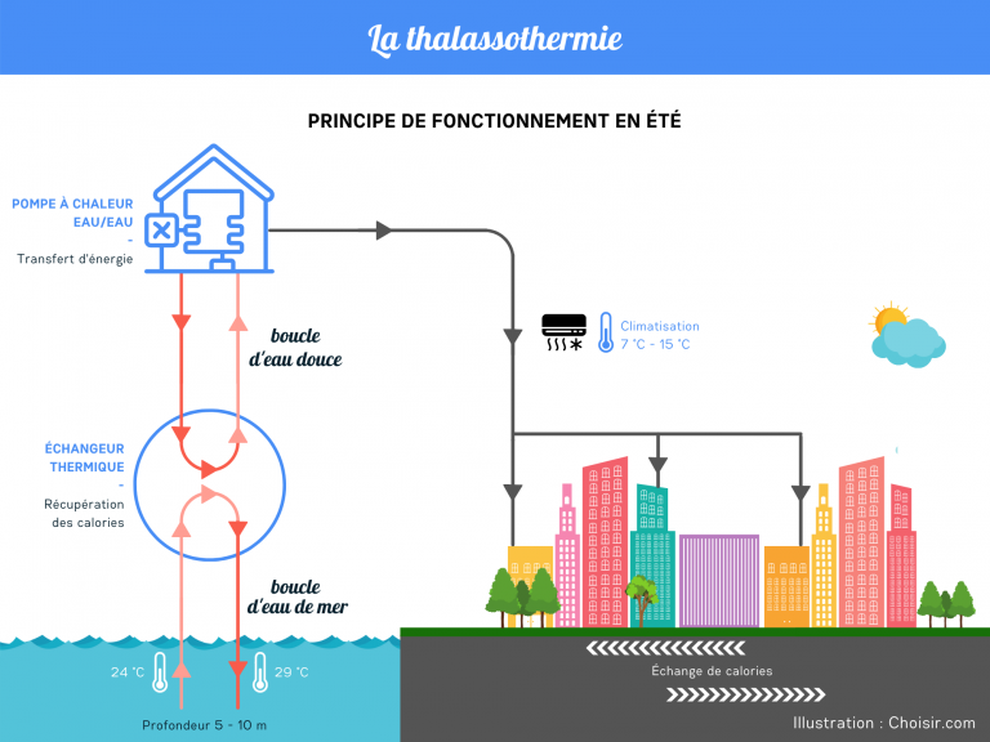 La thalassothermie
PRINCIPE DE FONCTIONNEMENT EN ÉTÉ
POMPE À CHALEUR
EAU/EAU
-
Transfert d'énergie
boucle
d'eau douce
Climatisation
7 °C - 15 °C
ÉCHANGEUR
THERMIQUE
-
Récupération
des calories
boucle
d'eau de mer
24 °C
29 °C
Profondeur 5 - 10 m
Échange de calories
Illustration : Choisir.com